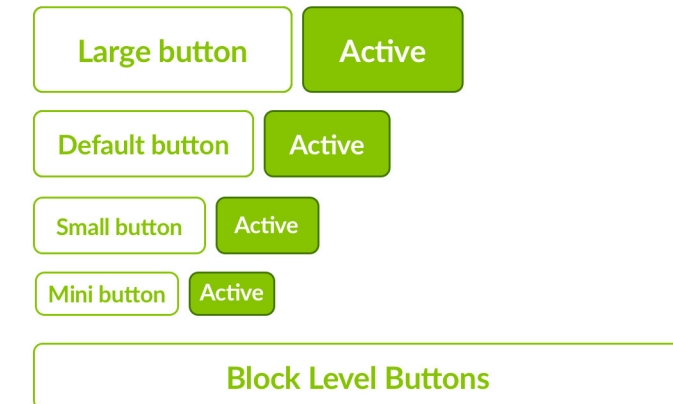 Large button Active
Default button Active
Small button Active
Mini button Active
Block Level Buttons